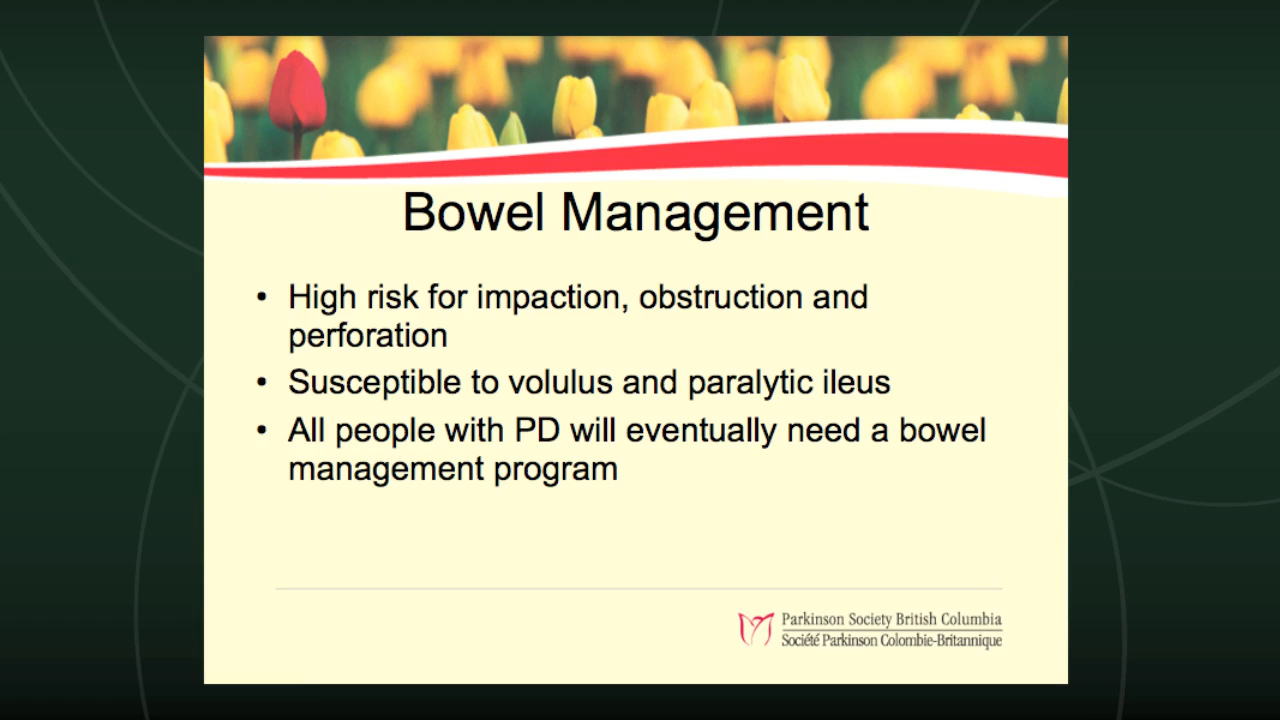 Bowel Management
• High risk for impaction, obstruction and
perforation
• Susceptible to volulus and paralytic ileus
• All people with PD will eventually need a bowel
management program
Parkinson Society British Columbia
Société Parkinson Colombie-Britannique